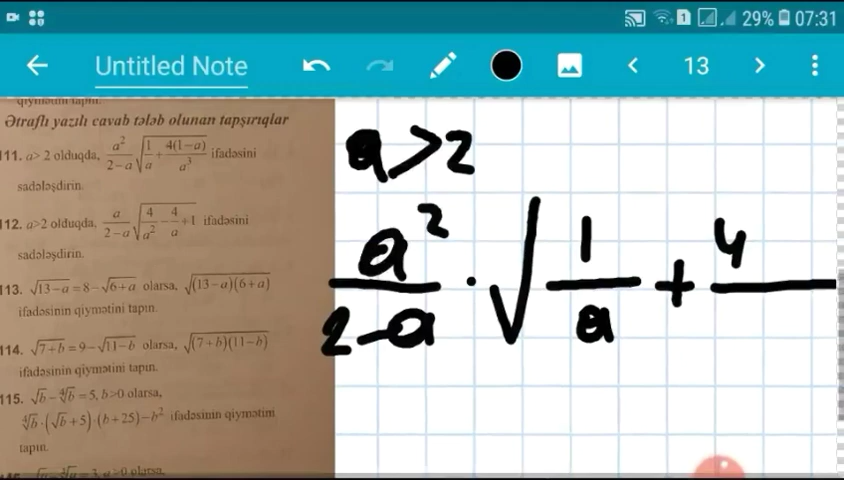 29% 07:31
Untitled Note 13
qiymətini tapın.
Ətraflı yazılı cavab tələb olunan tapşırıqlar
111. a> 2 olduqda, a²/(2−a) √(1/a + 4(1−a)/a³) ifadəsini
sadələşdirin.
112. a>2 olduqda, a/(2−a) √(4/a² − 4/a + 1) ifadəsini
sadələşdirin.
113. √(13−a) = 8−√(6+a) olarsa, √((13−a)(6+a))
ifadəsinin qiymətini tapın.
114. √(7+b) = 9−√(11−b) olarsa, √((7+b)(11−b))
ifadəsinin qiymətini tapın.
115. √b − ⁴√b = 5, b>0 olarsa,
⁴√b·(√b+5)·(b+25)−b² ifadəsinin qiymətini
tapın.
a>2
a²/(2-a) · √(1/a + 4